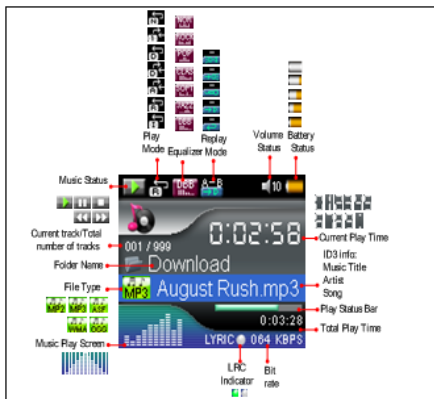 Play Mode
Equalizer
Replay Mode
Volume Status
Battery Status
Music Status
DBB
A-B
10
Current track/Total number of tracks
001 / 999
0:02:58
Current Play Time
Folder Name
Download
ID3 info:
Music Title
Artist
Song
File Type
MP2 MP3 ASF
WMA OGG
MP3
August Rush.mp3
Play Status Bar
0:03:28
Total Play Time
Music Play Screen
LYRIC 064 KBPS
LRC Indicator
Bit rate